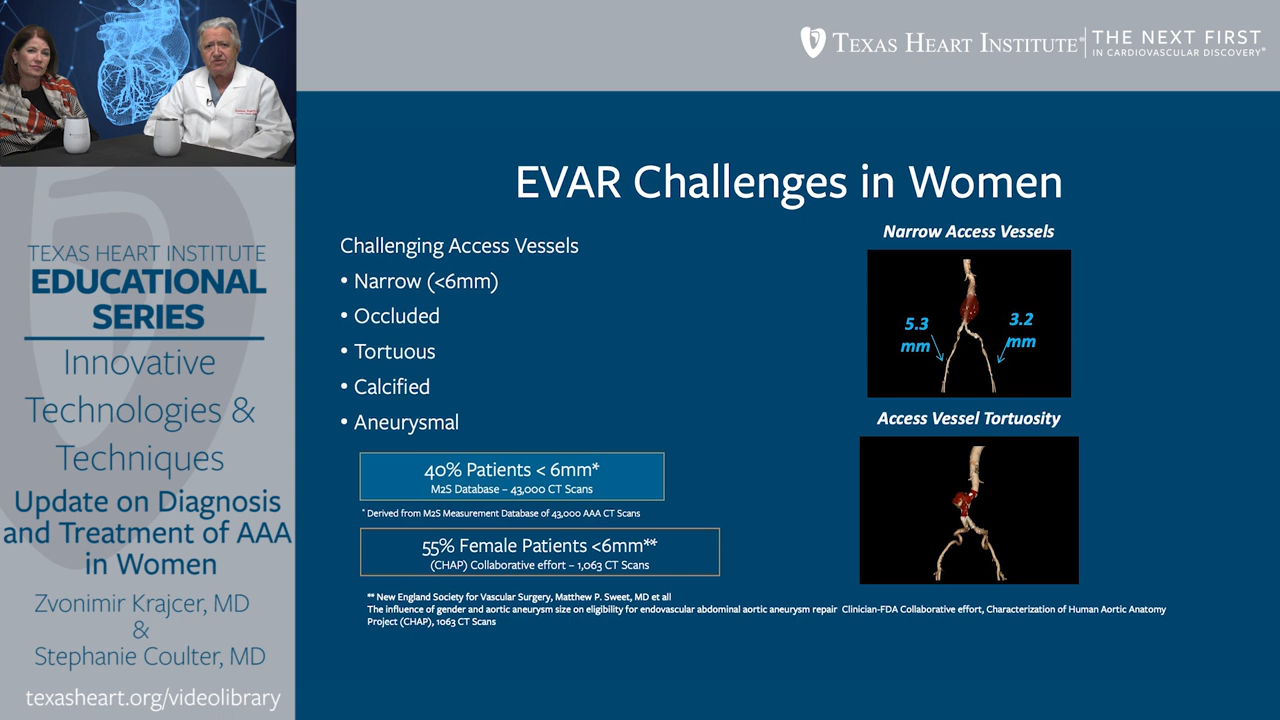 TEXAS HEART INSTITUTE® THE NEXT FIRST
IN CARDIOVASCULAR DISCOVERY®
TEXAS HEART INSTITUTE
EDUCATIONAL
SERIES
Innovative
Technologies &
Techniques
Update on Diagnosis
and Treatment of AAA
in Women
Zvonimir Krajcer, MD
&
Stephanie Coulter, MD
texasheart.org/videolibrary
EVAR Challenges in Women
Challenging Access Vessels
• Narrow (<6mm)
• Occluded
• Tortuous
• Calcified
• Aneurysmal
40% Patients < 6mm*
M2S Database – 43,000 CT Scans
* Derived from M2S Measurement Database of 43,000 AAA CT Scans
55% Female Patients <6mm**
(CHAP) Collaborative effort – 1,063 CT Scans
** New England Society for Vascular Surgery, Matthew P. Sweet, MD et all
The influence of gender and aortic aneurysm size on eligibility for endovascular abdominal aortic aneurysm repair Clinician-FDA Collaborative effort, Characterization of Human Aortic Anatomy
Project (CHAP), 1063 CT Scans
Narrow Access Vessels
5.3
mm
3.2
mm
Access Vessel Tortuosity